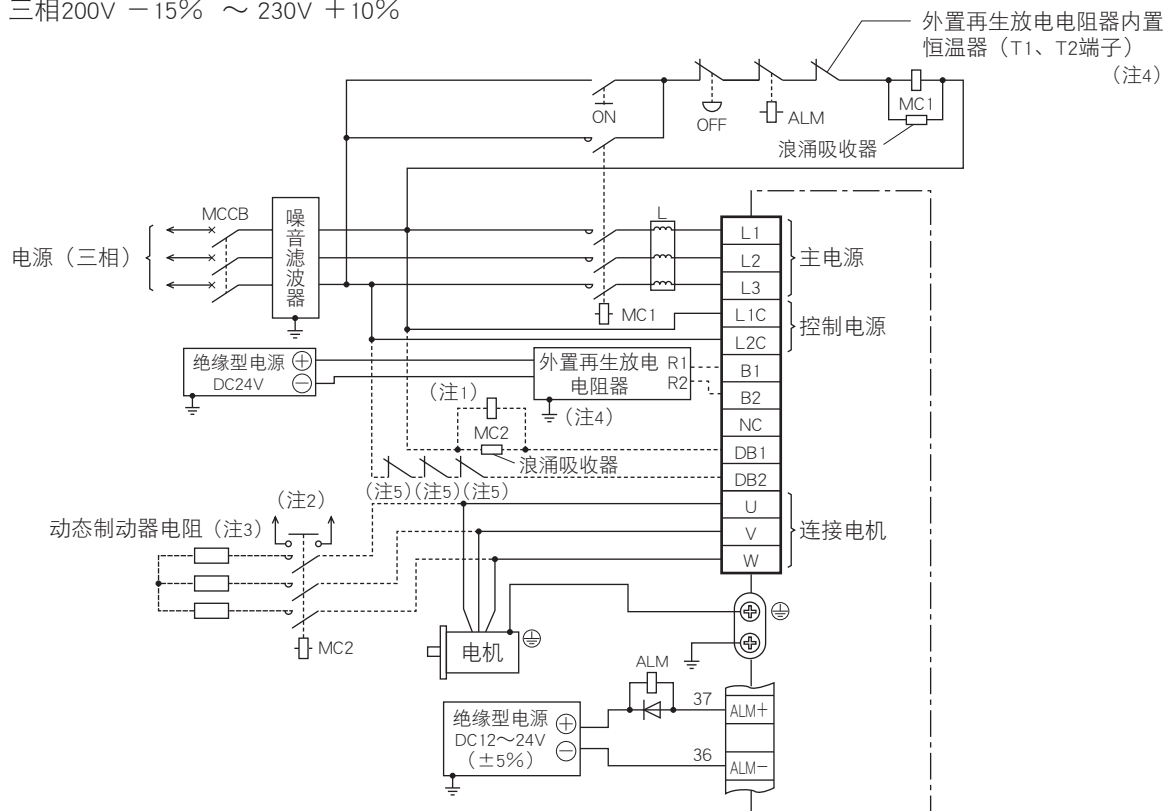 三相200V －15％ ～ 230V ＋10％
外置再生放电电阻器内置
恒温器（T1、T2端子）
（注4）
ON
OFF
ALM
MC1
浪涌吸收器
MCCB
噪音滤波器
L
电源（三相）
MC1
L1
L2
L3
L1C
L2C
B1
B2
NC
DB1
DB2
U
V
W
主电源
控制电源
连接电机
绝缘型电源
DC24V
外置再生放电
电阻器
R1
R2
（注4）
（注1）
MC2
浪涌吸收器
（注5）（注5）（注5）
（注2）
动态制动器电阻（注3）
MC2
电机
ALM
绝缘型电源
DC12～24V
（±5％）
37
ALM＋
36
ALM－